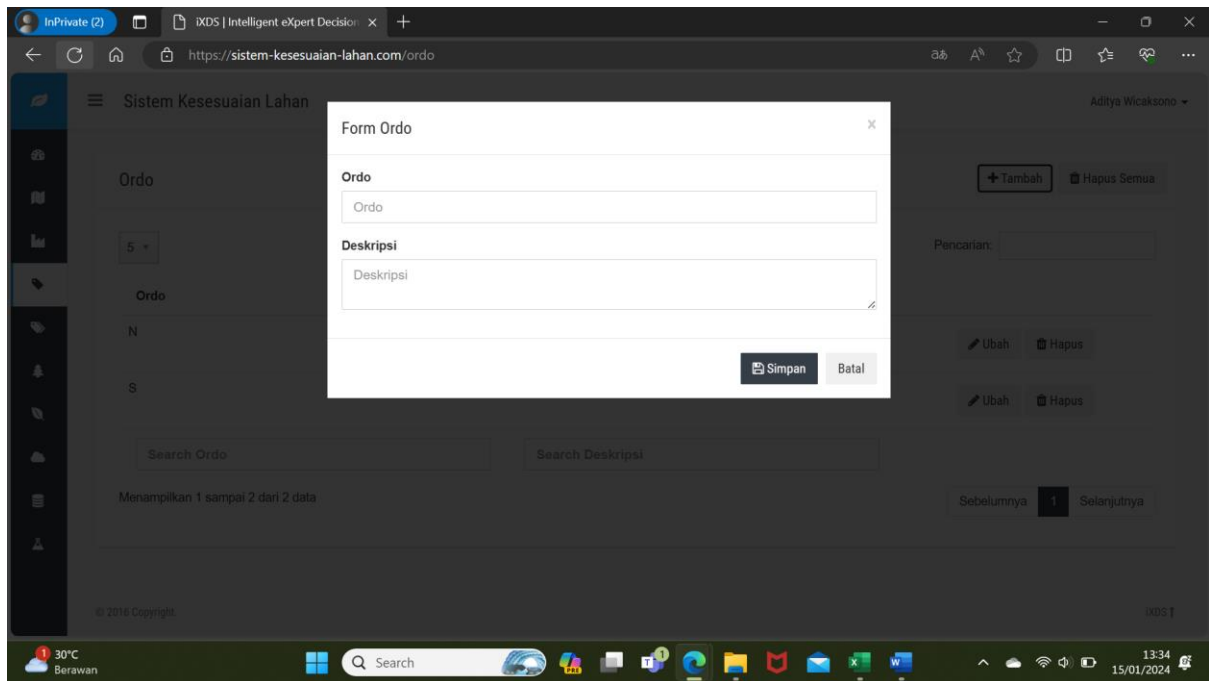 InPrivate (2)
iXDS | Intelligent eXpert Decision
https://sistem-kesesuaian-lahan.com/ordo
Sistem Kesesuaian Lahan
Aditya Wicaksono
Form Ordo
x
Ordo
Tambah
Hapus Semua
Ordo
Ordo
5
Pencarian:
Deskripsi
Deskripsi
Ordo
N
Ubah
Hapus
Simpan
Batal
S
Ubah
Hapus
Search Ordo
Search Deskripsi
Menampilkan 1 sampai 2 dari 2 data
Sebelumnya
1
Selanjutnya
© 2016 Copyright.
iXDS
1
30°C
Berawan
Search
PRE
1
13:34
15/01/2024